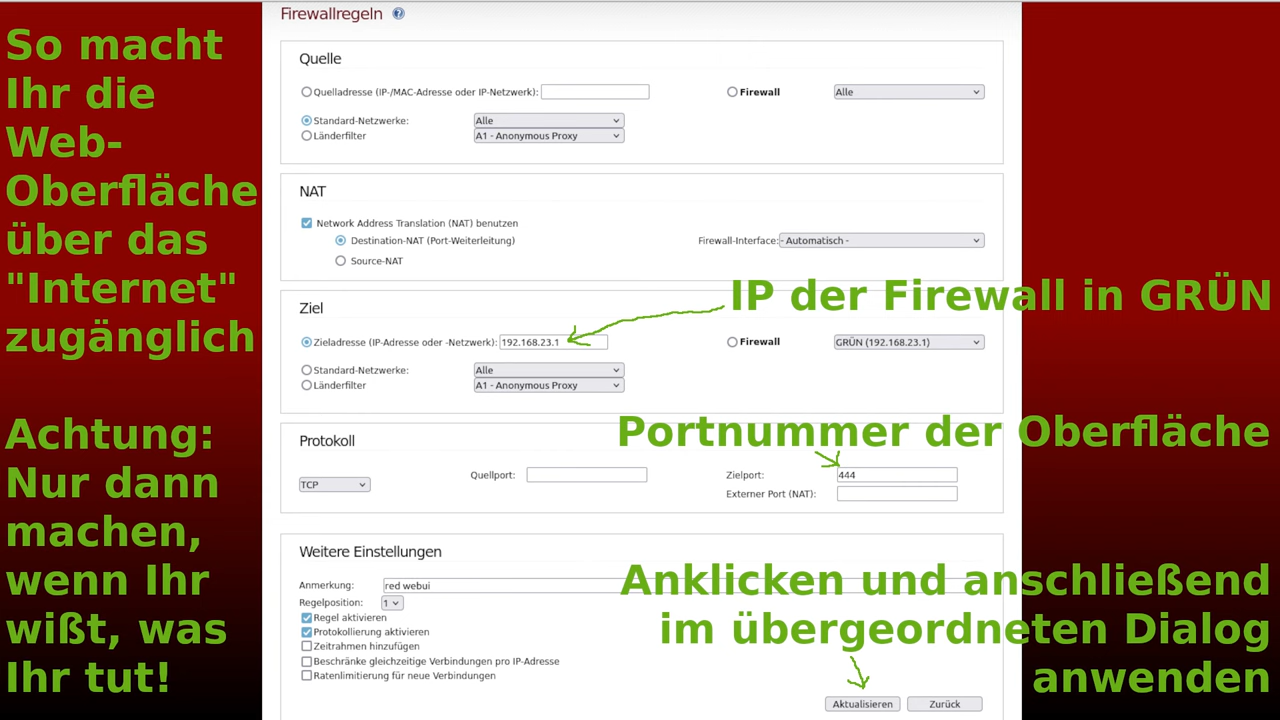 So macht
Ihr die
Web-
Oberfläche
über das
"Internet"
zugänglich
Achtung:
Nur dann
machen,
wenn Ihr
wißt, was
Ihr tut!
Firewallregeln ?
Quelle
Quelladresse (IP-/MAC-Adresse oder IP-Netzwerk): Firewall Alle
Standard-Netzwerke: Alle
Länderfilter A1 - Anonymous Proxy
NAT
Network Address Translation (NAT) benutzen
Destination-NAT (Port-Weiterleitung) Firewall-Interface: - Automatisch -
Source-NAT
IP der Firewall in GRÜN
Ziel
Zieladresse (IP-Adresse oder -Netzwerk): 192.168.23.1 Firewall GRÜN (192.168.23.1)
Standard-Netzwerke: Alle
Länderfilter A1 - Anonymous Proxy
Portnummer der Oberfläche
Protokoll
TCP Quellport: Zielport: 444
Externer Port (NAT):
Weitere Einstellungen
Anmerkung: red webui
Regelposition: 1
Regel aktivieren
Protokollierung aktivieren
Zeitrahmen hinzufügen
Beschränke gleichzeitige Verbindungen pro IP-Adresse
Ratenlimitierung für neue Verbindungen
Anklicken und anschließend
im übergeordneten Dialog
anwenden
Aktualisieren Zurück